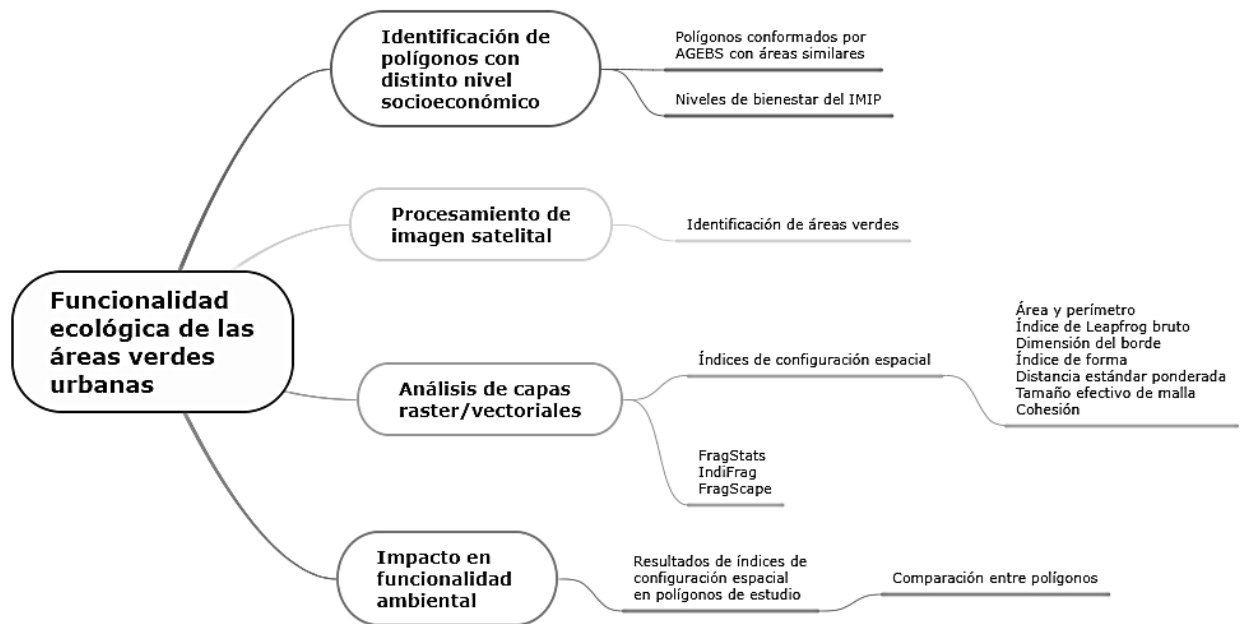 Funcionalidad
ecológica de las
áreas verdes
urbanas
Identificación de
polígonos con
distinto nivel
socioeconómico
Polígonos conformados por
AGEBS con áreas similares
Niveles de bienestar del IMIP
Procesamiento de
imagen satelital
Identificación de áreas verdes
Análisis de capas
raster/vectoriales
Índices de configuración espacial
Área y perímetro
Índice de Leapfrog bruto
Dimensión del borde
Índice de forma
Distancia estándar ponderada
Tamaño efectivo de malla
Cohesión
FragStats
IndiFrag
FragScape
Impacto en
funcionalidad
ambiental
Resultados de índices de
configuración espacial
en polígonos de estudio
Comparación entre polígonos